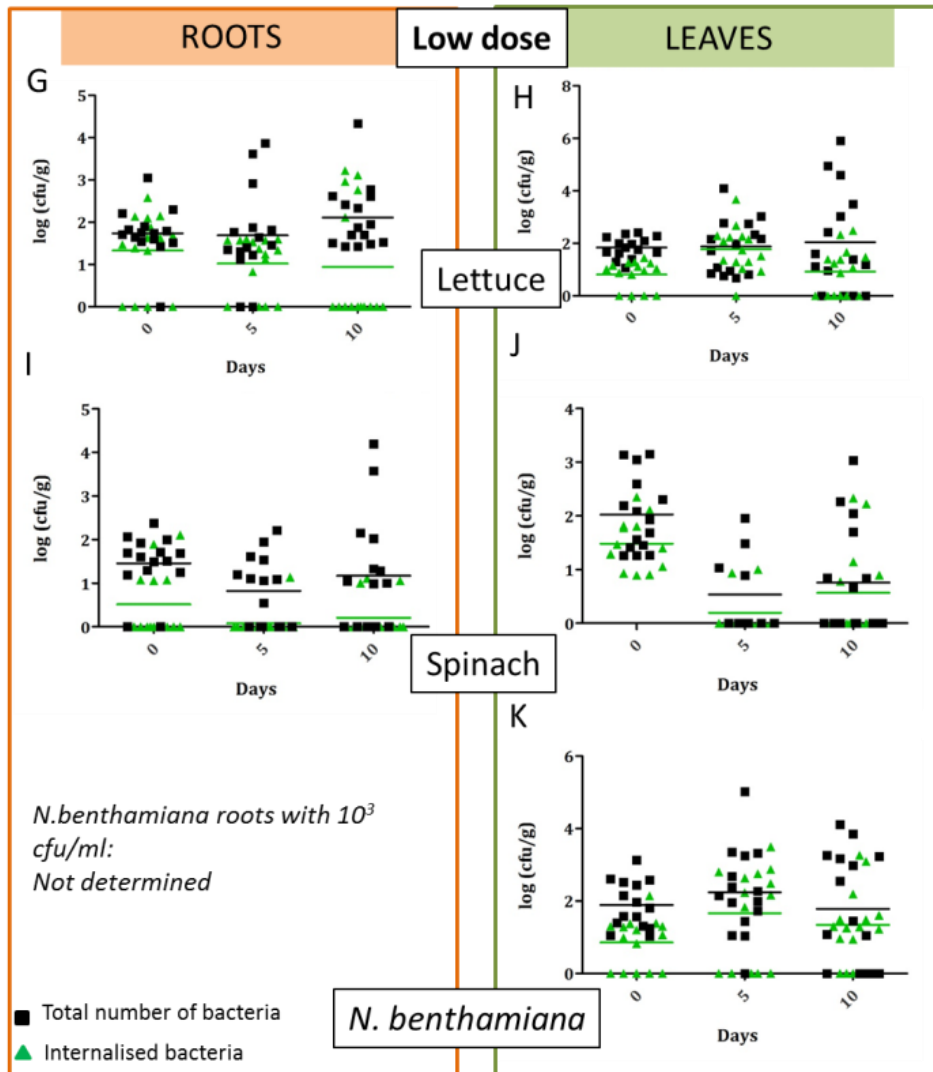 ROOTS
Low dose
LEAVES
G
5
4
3
2
1
0
log (cfu/g)
0
5
10
Days
H
8
6
4
2
0
log (cfu/g)
0
5
10
Days
Lettuce
I
5
4
3
2
1
0
log (cfu/g)
0
5
10
Days
J
4
3
2
1
0
log (cfu/g)
0
5
10
Days
Spinach
N.benthamiana roots with 10³
cfu/ml:
Not determined
K
6
4
2
0
log (cfu/g)
0
5
10
Days
Total number of bacteria
Internalised bacteria
N. benthamiana